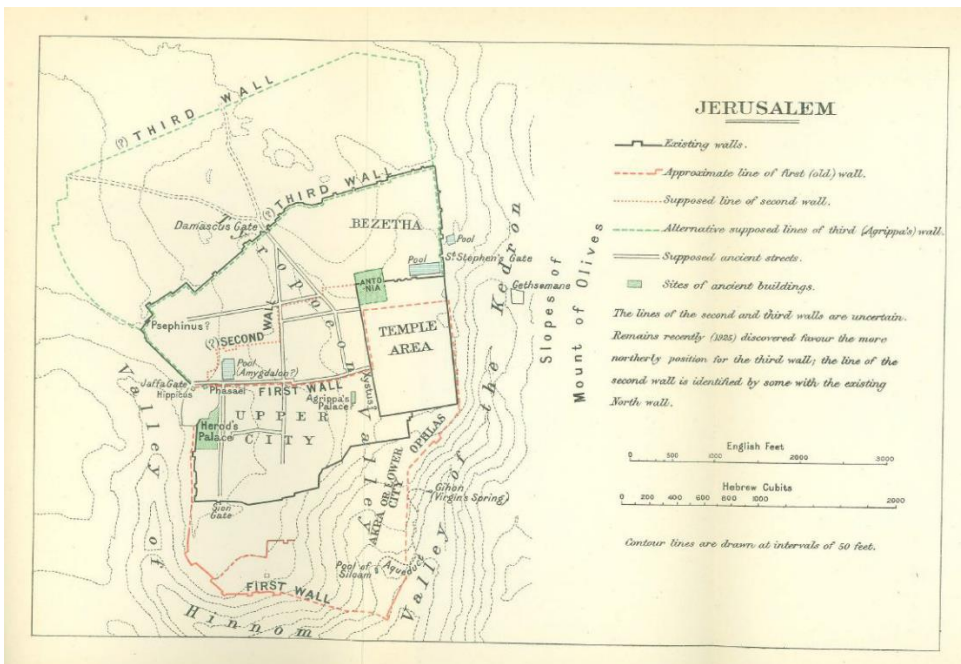 JERUSALEM
Existing walls.
Approximate line of first (old) wall.
Supposed line of second wall.
Alternative supposed lines of third (Agrippa's) wall.
Supposed ancient streets.
Sites of ancient buildings.
The lines of the second and third walls are uncertain.
Remains recently (1925) discovered favour the more
northerly position for the third wall; the line of the
second wall is identified by some with the existing
North wall.
English Feet
0 500 1000 2000 3000
Hebrew Cubits
0 200 400 600 800 1000 2000
Contour lines are drawn at intervals of 50 feet.
(?) THIRD WALL
(?) THIRD WALL
Damascus Gate
BEZETHA
Tyropoeon
Valley
Pool
Pool
St. Stephen's Gate
Gethsemane
ANTO-
NIA
TEMPLE
AREA
Psephinus?
(?) SECOND WALL
Pool
(Amygdalon?)
Jaffa Gate
Hippicus
Phasael
FIRST WALL
Xystus?
Agrippa's
Palace?
Herod's
Palace
UPPER
CITY
OPHLAS
AKRA OR LOWER
CITY
Gihon
(Virgin's Spring)
Sion
Gate
Pool of
Siloam
Aqueduct
FIRST WALL
Valley of
Hinnom
Valley of the Kedron
Slopes of
Mount of Olives